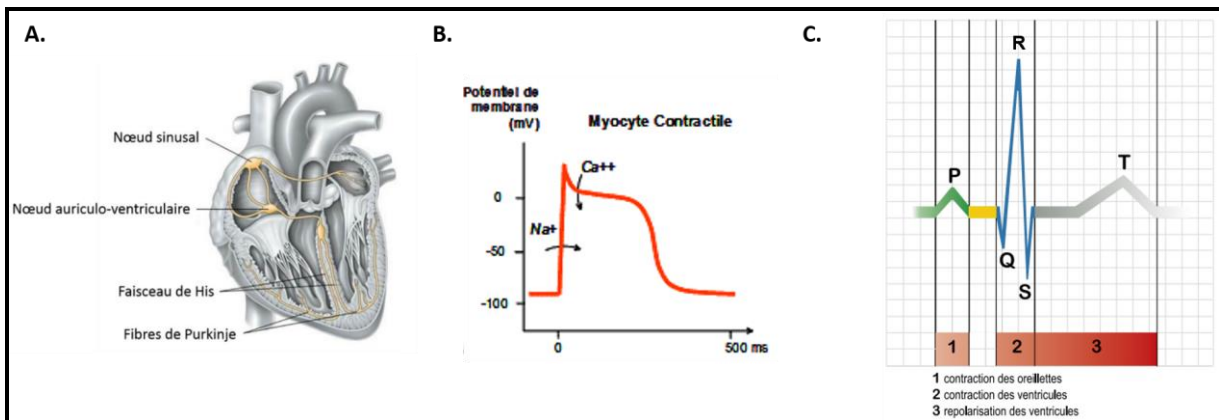 A.
Nœud sinusal
Nœud auriculo-ventriculaire
Faisceau de His
Fibres de Purkinje
B.
Potentiel de
membrane
(mV)
Myocyte Contractile
Ca++
0
Na+
-50
-100
0
500 ms
C.
R
P
T
Q
S
1
2
3
1 contraction des oreillettes
2 contraction des ventricules
3 repolarisation des ventricules